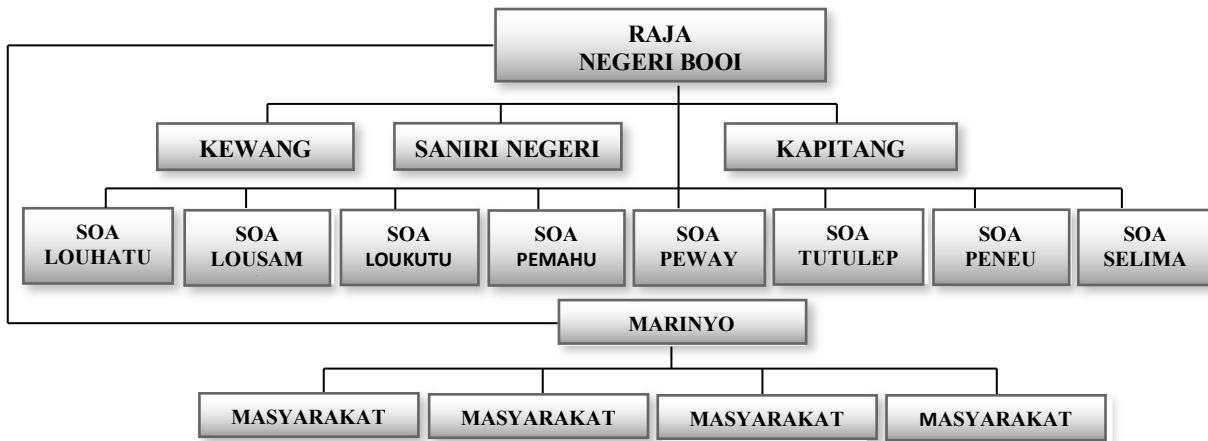 RAJA
NEGERI BOOI
KEWANG
SANIRI NEGERI
KAPITANG
SOA
LOUHATU
SOA
LOUSAM
SOA
LOUKUTU
SOA
PEMAHU
SOA
PEWAY
SOA
TUTULEP
SOA
PENEU
SOA
SELIMA
MARINYO
MASYARAKAT
MASYARAKAT
MASYARAKAT
MASYARAKAT